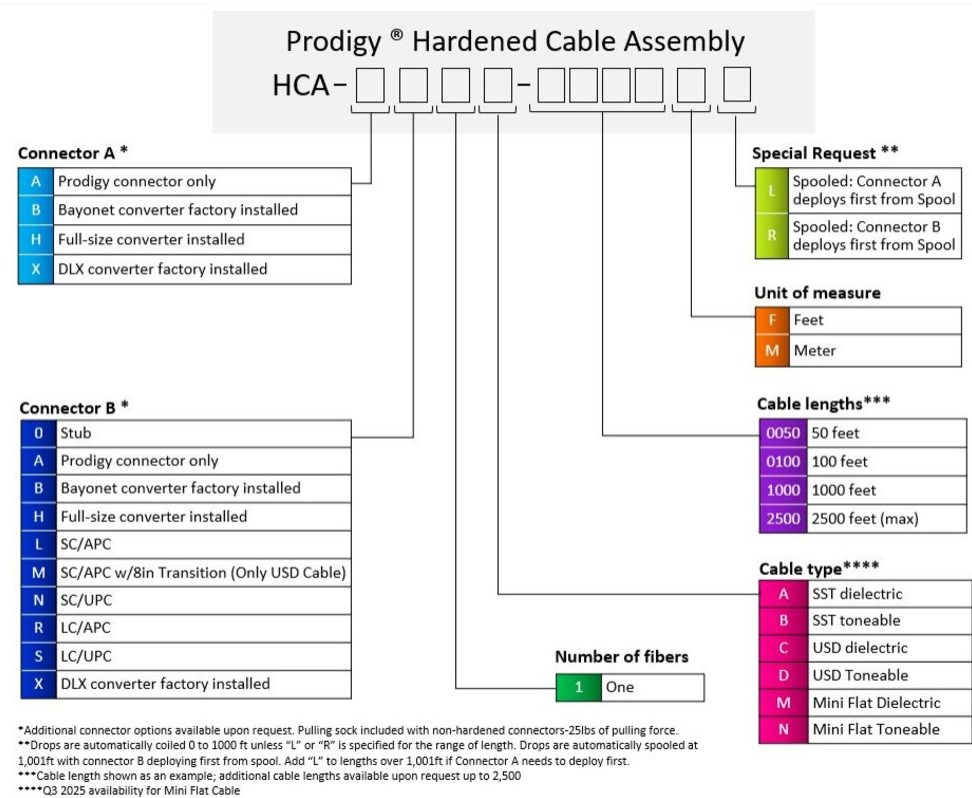 Prodigy ® Hardened Cable Assembly
HCA- -
Connector A *
A Prodigy connector only
B Bayonet converter factory installed
H Full-size converter installed
X DLX converter factory installed
Connector B *
0 Stub
A Prodigy connector only
B Bayonet converter factory installed
H Full-size converter installed
L SC/APC
M SC/APC w/8in Transition (Only USD Cable)
N SC/UPC
R LC/APC
S LC/UPC
X DLX converter factory installed
Number of fibers
1 One
Special Request **
L Spooled: Connector A
deploys first from Spool
R Spooled: Connector B
deploys first from Spool
Unit of measure
F Feet
M Meter
Cable lengths***
0050 50 feet
0100 100 feet
1000 1000 feet
2500 2500 feet (max)
Cable type****
A SST dielectric
B SST toneable
C USD dielectric
D USD Toneable
M Mini Flat Dielectric
N Mini Flat Toneable
*Additional connector options available upon request. Pulling sock included with non-hardened connectors-25lbs of pulling force.
**Drops are automatically coiled 0 to 1000 ft unless “L” or “R” is specified for the range of length. Drops are automatically spooled at
1,001ft with connector B deploying first from spool. Add “L” to lengths over 1,001ft if Connector A needs to deploy first.
***Cable length shown as an example; additional cable lengths available upon request up to 2,500
****Q3 2025 availability for Mini Flat Cable